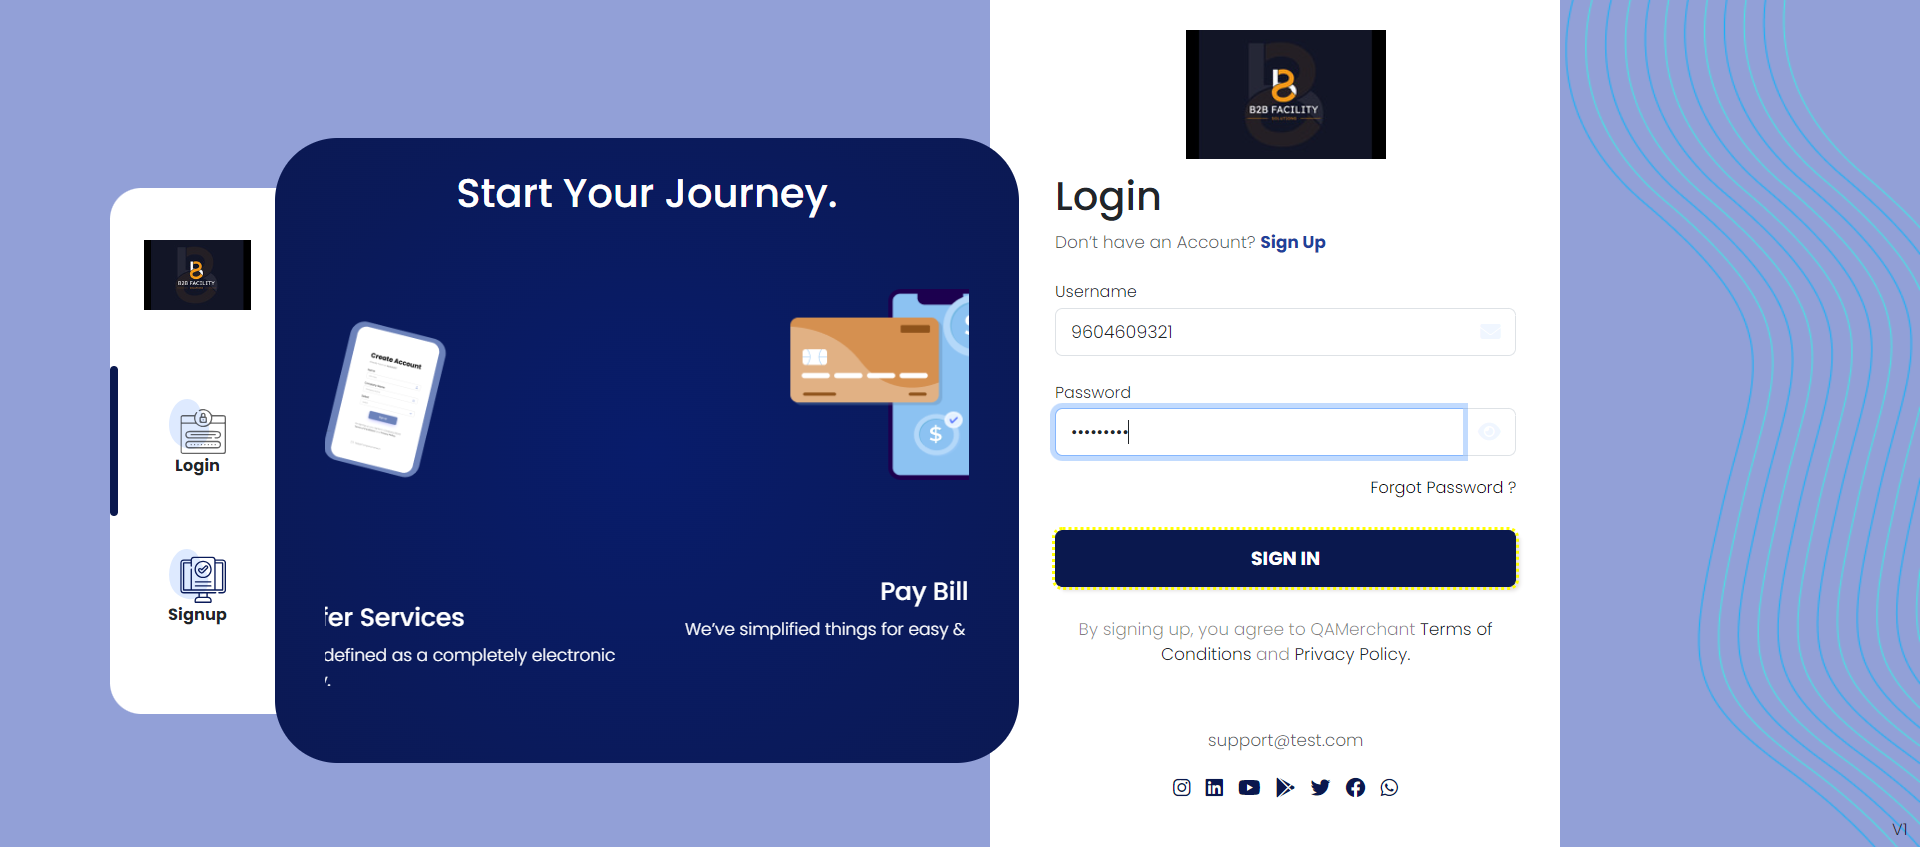 B2B FACILITY
SOLUTIONS
Start Your Journey.
B2B FACILITY
Create Account
Login
Signup
fer Services
defined as a completely electronic
y.
Pay Bill
We've simplified things for easy &
Login
Don't have an Account? Sign Up
Username
9604609321
Password
Forgot Password ?
SIGN IN
By signing up, you agree to QAMerchant Terms of
Conditions and Privacy Policy.
support@test.com
V1